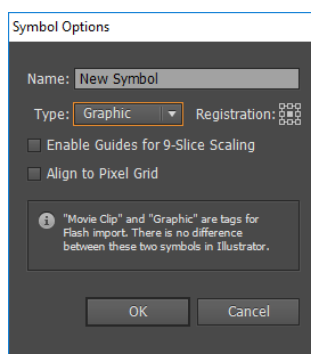 Symbol Options
Name: New Symbol
Type: Graphic Registration:
Enable Guides for 9-Slice Scaling
Align to Pixel Grid
"Movie Clip" and "Graphic" are tags for
Flash import. There is no difference
between these two symbols in Illustrator.
OK Cancel